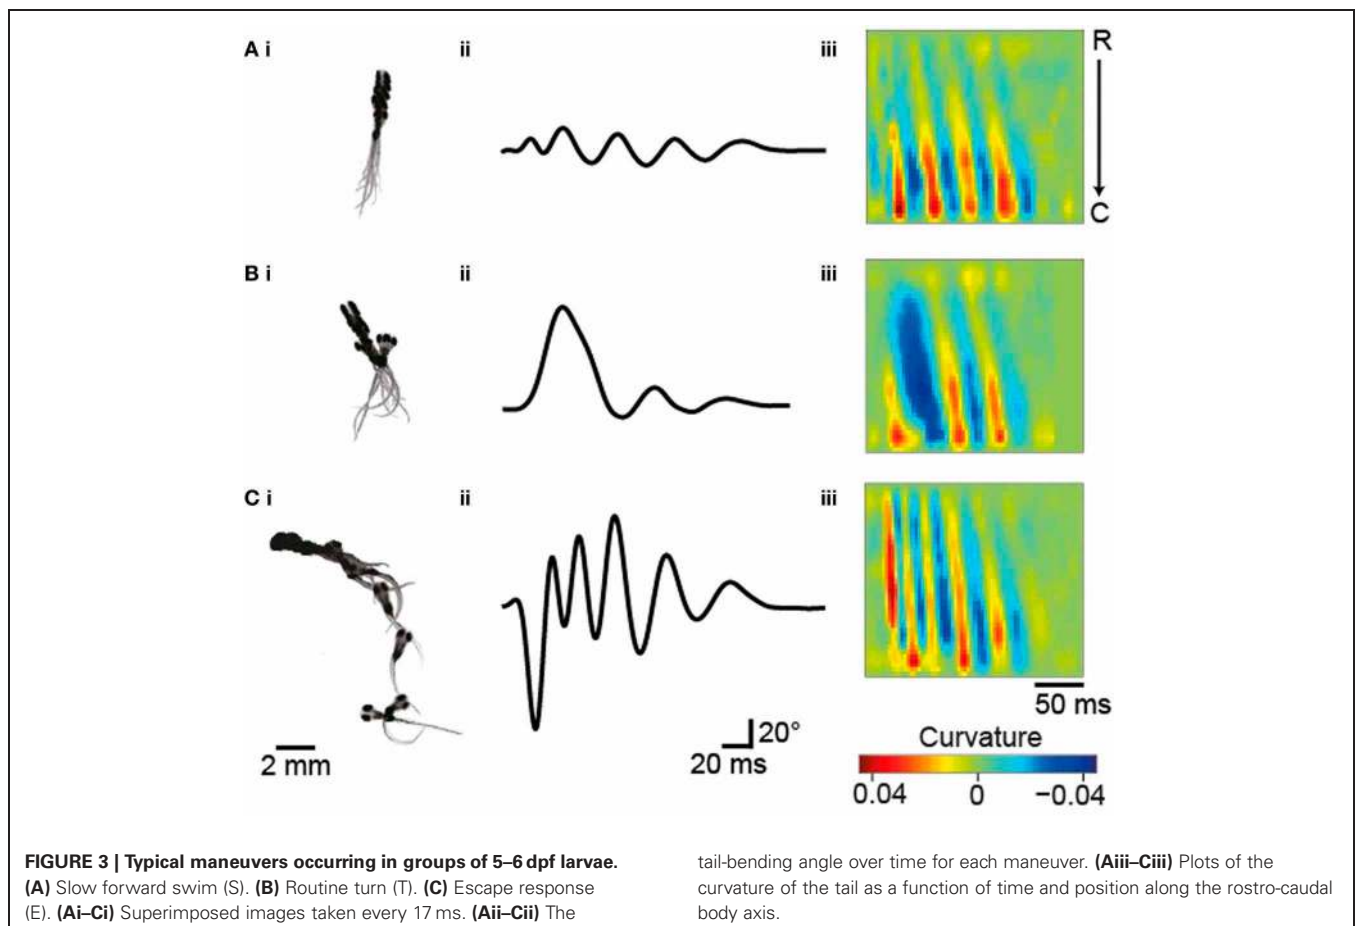 A i ii iii R
C
B i ii iii
C i ii iii
50 ms
20°
20 ms
Curvature
2 mm
0.04 0 −0.04
FIGURE 3 | Typical maneuvers occurring in groups of 5–6 dpf larvae.
(A) Slow forward swim (S). (B) Routine turn (T). (C) Escape response
(E). (Ai–Ci) Superimposed images taken every 17 ms. (Aii–Cii) The
tail-bending angle over time for each maneuver. (Aiii–Ciii) Plots of the
curvature of the tail as a function of time and position along the rostro-caudal
body axis.